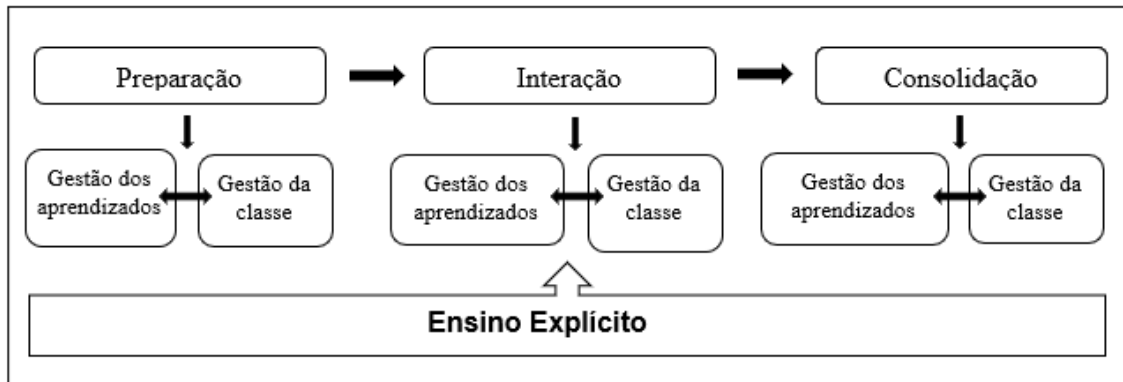 Preparação
Interação
Consolidação
Gestão dos
aprendizados
Gestão da
classe
Gestão dos
aprendizados
Gestão da
classe
Gestão dos
aprendizados
Gestão da
classe
Ensino Explícito